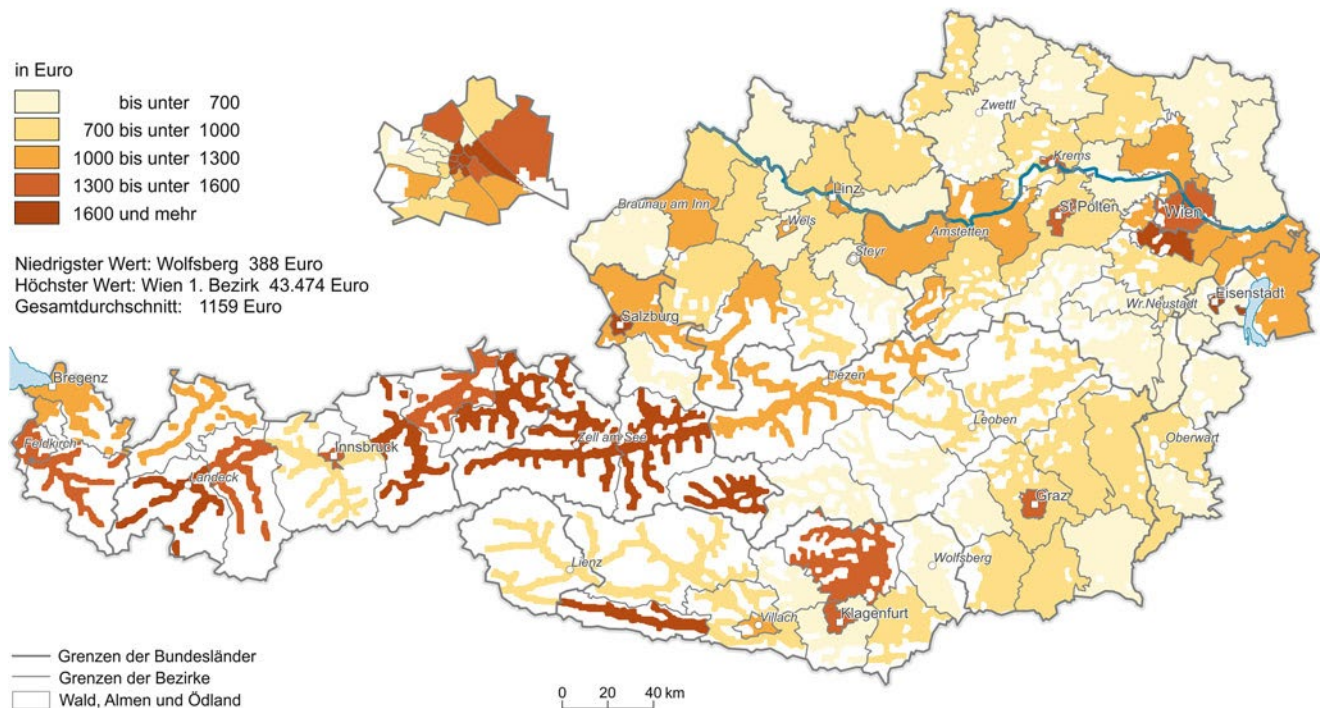 in Euro
bis unter 700
700 bis unter 1000
1000 bis unter 1300
1300 bis unter 1600
1600 und mehr
Niedrigster Wert: Wolfsberg 388 Euro
Höchster Wert: Wien 1. Bezirk 43.474 Euro
Gesamtdurchschnitt: 1159 Euro
Zwettl
Krems
Linz
Braunau am Inn
Wels
St. Pölten
Wien
Amstetten
Steyr
Eisenstadt
Wr.Neustadt
Salzburg
Bregenz
Liezen
Leoben
Feldkirch
Innsbruck
Zell am See
Oberwart
Landeck
Graz
Lienz
Wolfsberg
Villach
Klagenfurt
Grenzen der Bundesländer
Grenzen der Bezirke
Wald, Almen und Ödland
0 20 40 km